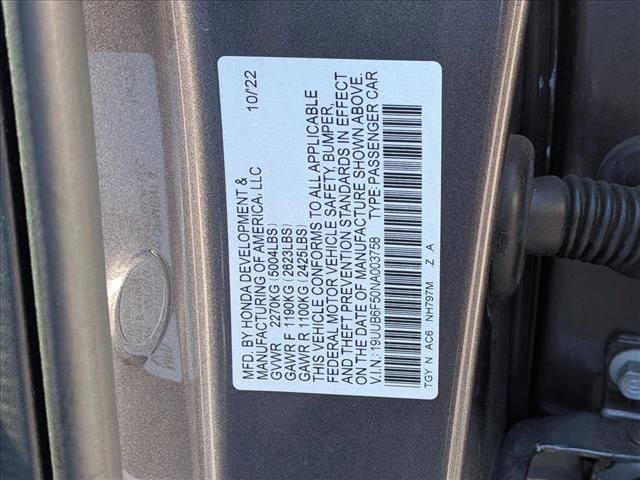 MFD. BY HONDA DEVELOPMENT & 10/22
MANUFACTURING OF AMERICA, LLC
GVWR 2270KG (5004LBS)
GAWR F 1190KG (2623LBS)
GAWR R 1100KG (2425LBS)
THIS VEHICLE CONFORMS TO ALL APPLICABLE
FEDERAL MOTOR VEHICLE SAFETY, BUMPER,
AND THEFT PREVENTION STANDARDS IN EFFECT
ON THE DATE OF MANUFACTURE SHOWN ABOVE.
V.I.N: 19UUB6F50NA003758 TYPE: PASSENGER CAR
TGY N AC6 NH797M . Z . A